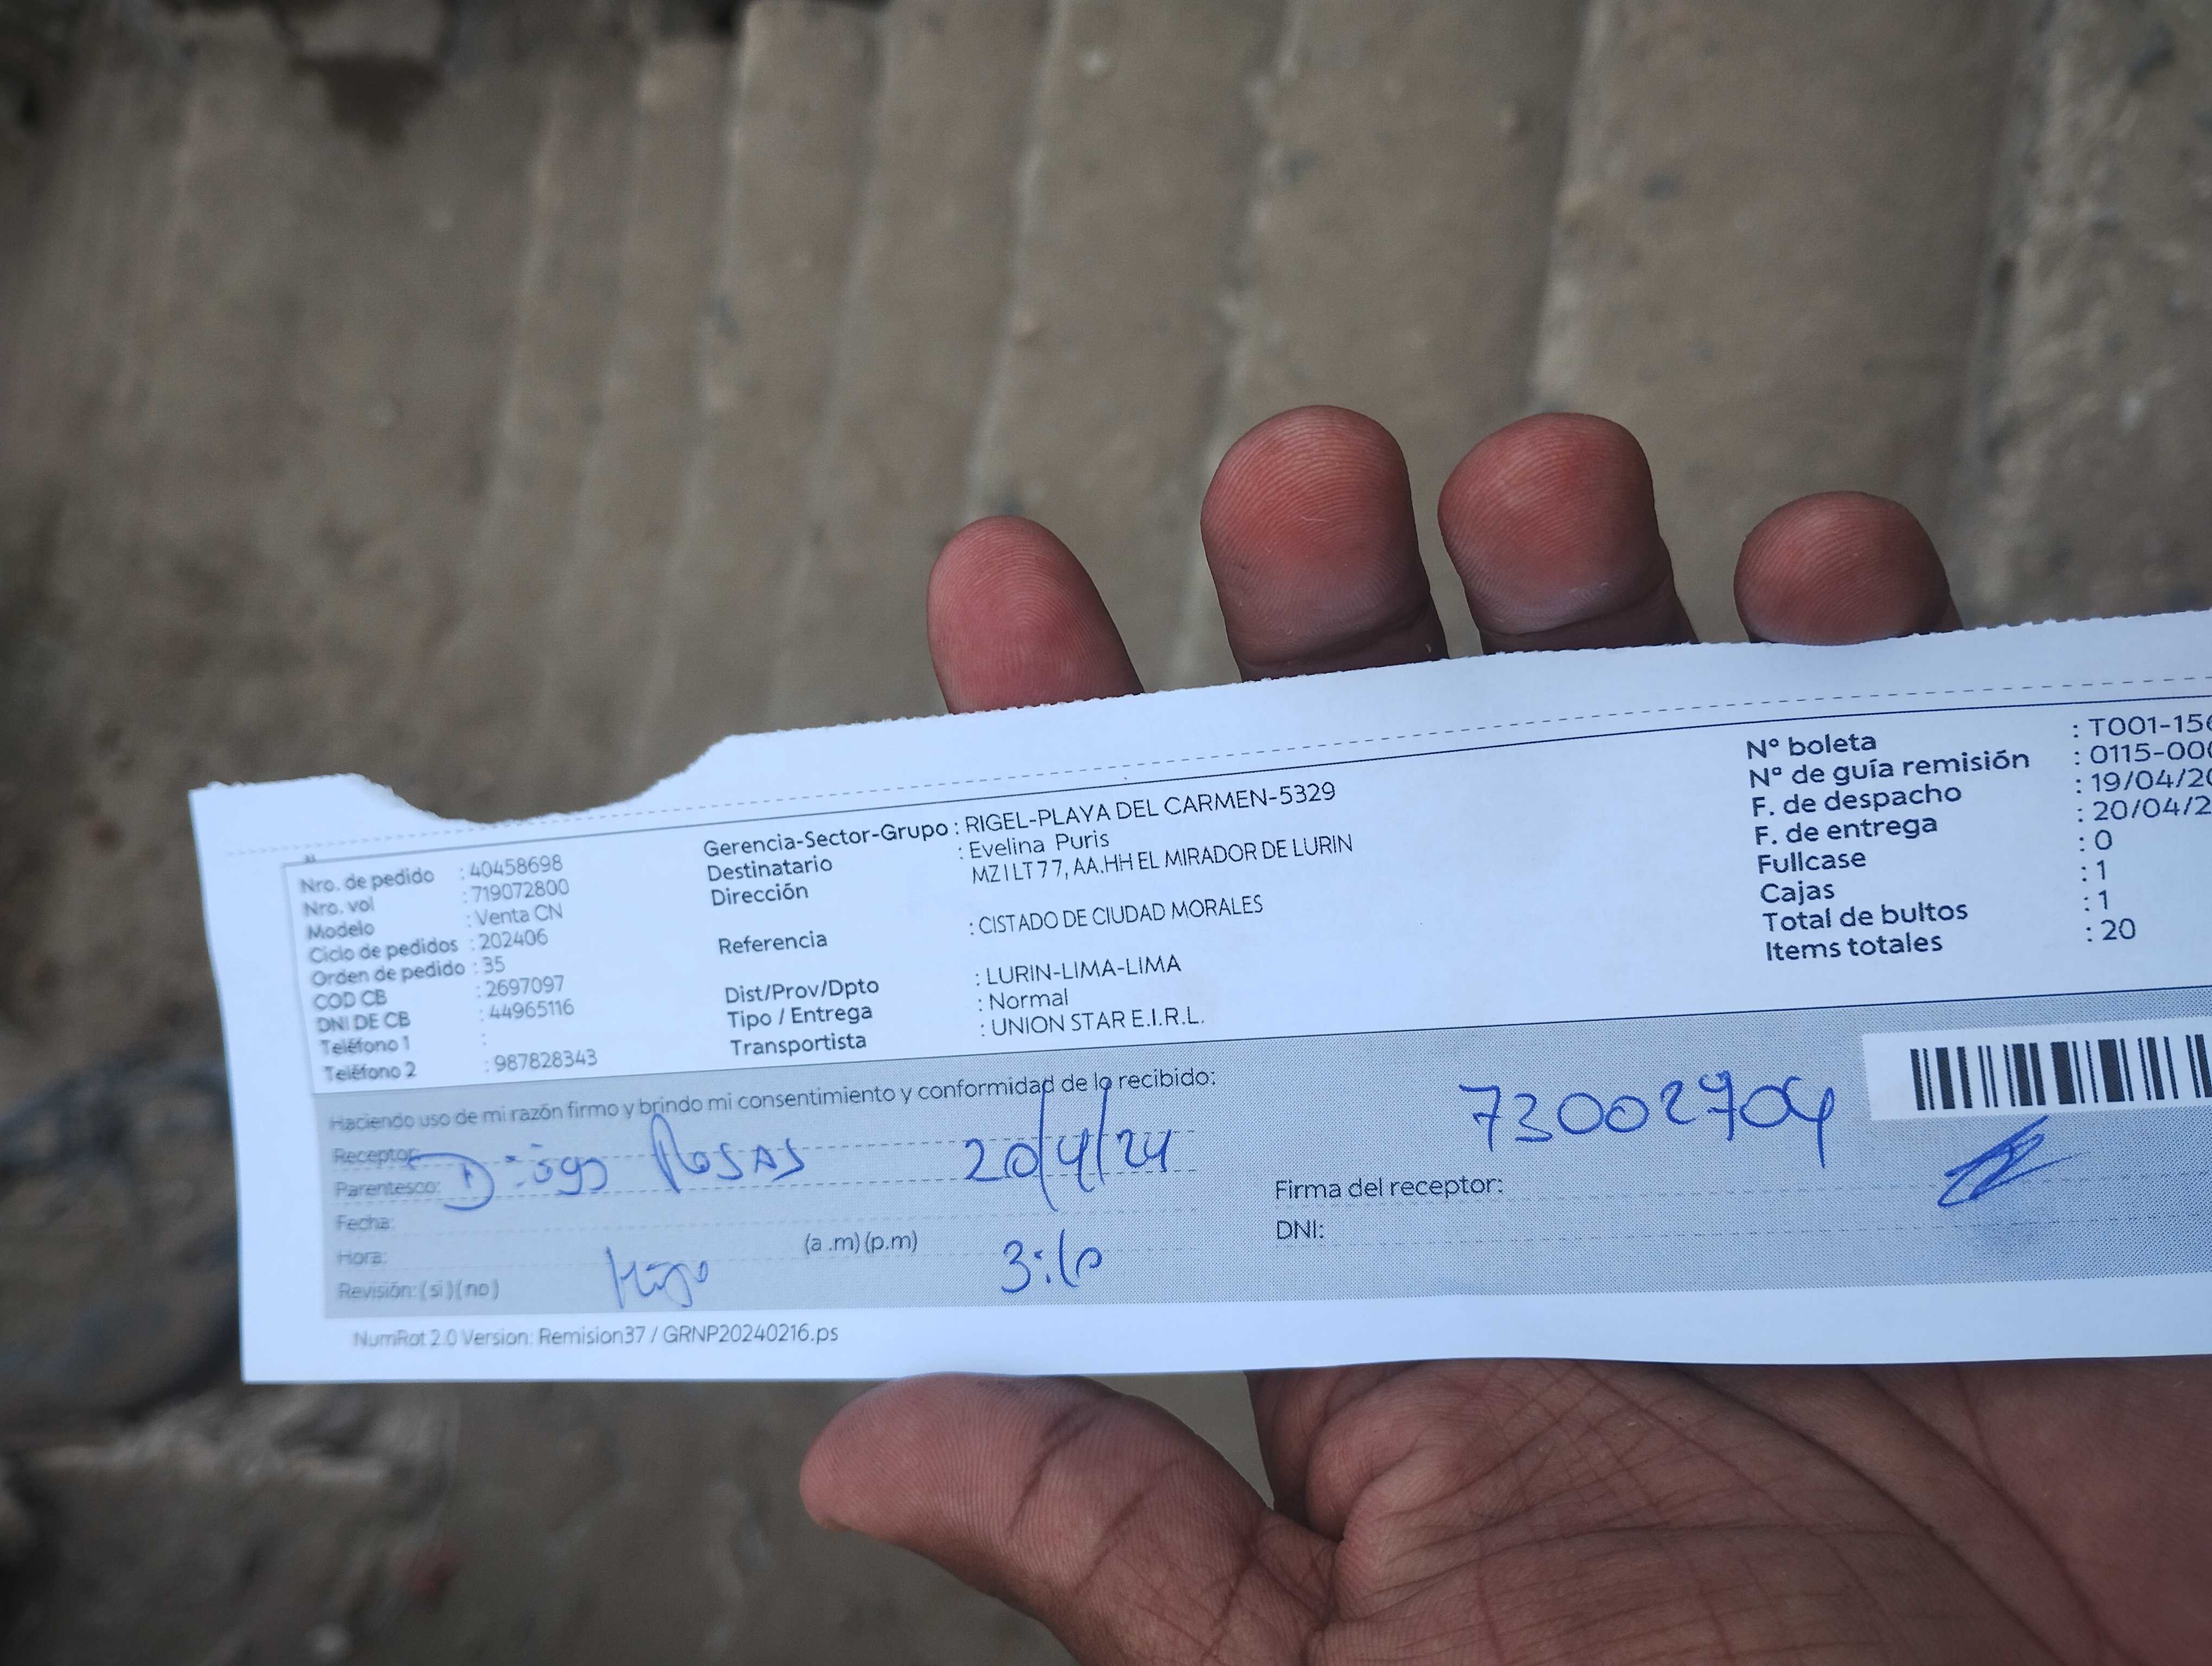 Nro. de pedido : 40458698
Nro. vol : 719072800
Modelo : Venta CN
Ciclo de pedidos : 202406
Orden de pedido : 35
COD CB : 2697097
DNI DE CB : 44965116
Teléfono 1 :
Teléfono 2 : 987828343
Gerencia-Sector-Grupo : RIGEL-PLAYA DEL CARMEN-5329
Destinatario : Evelina Puris
Dirección MZ I LT 77, AA.HH EL MIRADOR DE LURIN
Referencia : CISTADO DE CIUDAD MORALES
Dist/Prov/Dpto : LURIN-LIMA-LIMA
Tipo / Entrega : Normal
Transportista : UNION STAR E.I.R.L.
N° boleta : T001-156
N° de guía remisión : 0115-000
F. de despacho : 19/04/20
F. de entrega : 20/04/2
Fullcase : 0
Cajas : 1
Total de bultos : 1
Items totales : 20
Haciendo uso de mi razón firmo y brindo mi consentimiento y conformidad de lo recibido:
Receptor:
Parentesco:
Rosas 20/4/24
Fecha:
Hora: (a .m) (p.m)
Revisión: ( si ) ( no )
Hijo 3:10
Firma del receptor:
DNI:
NumRot 2.0 Version: Remision37 / GRNP20240216.ps